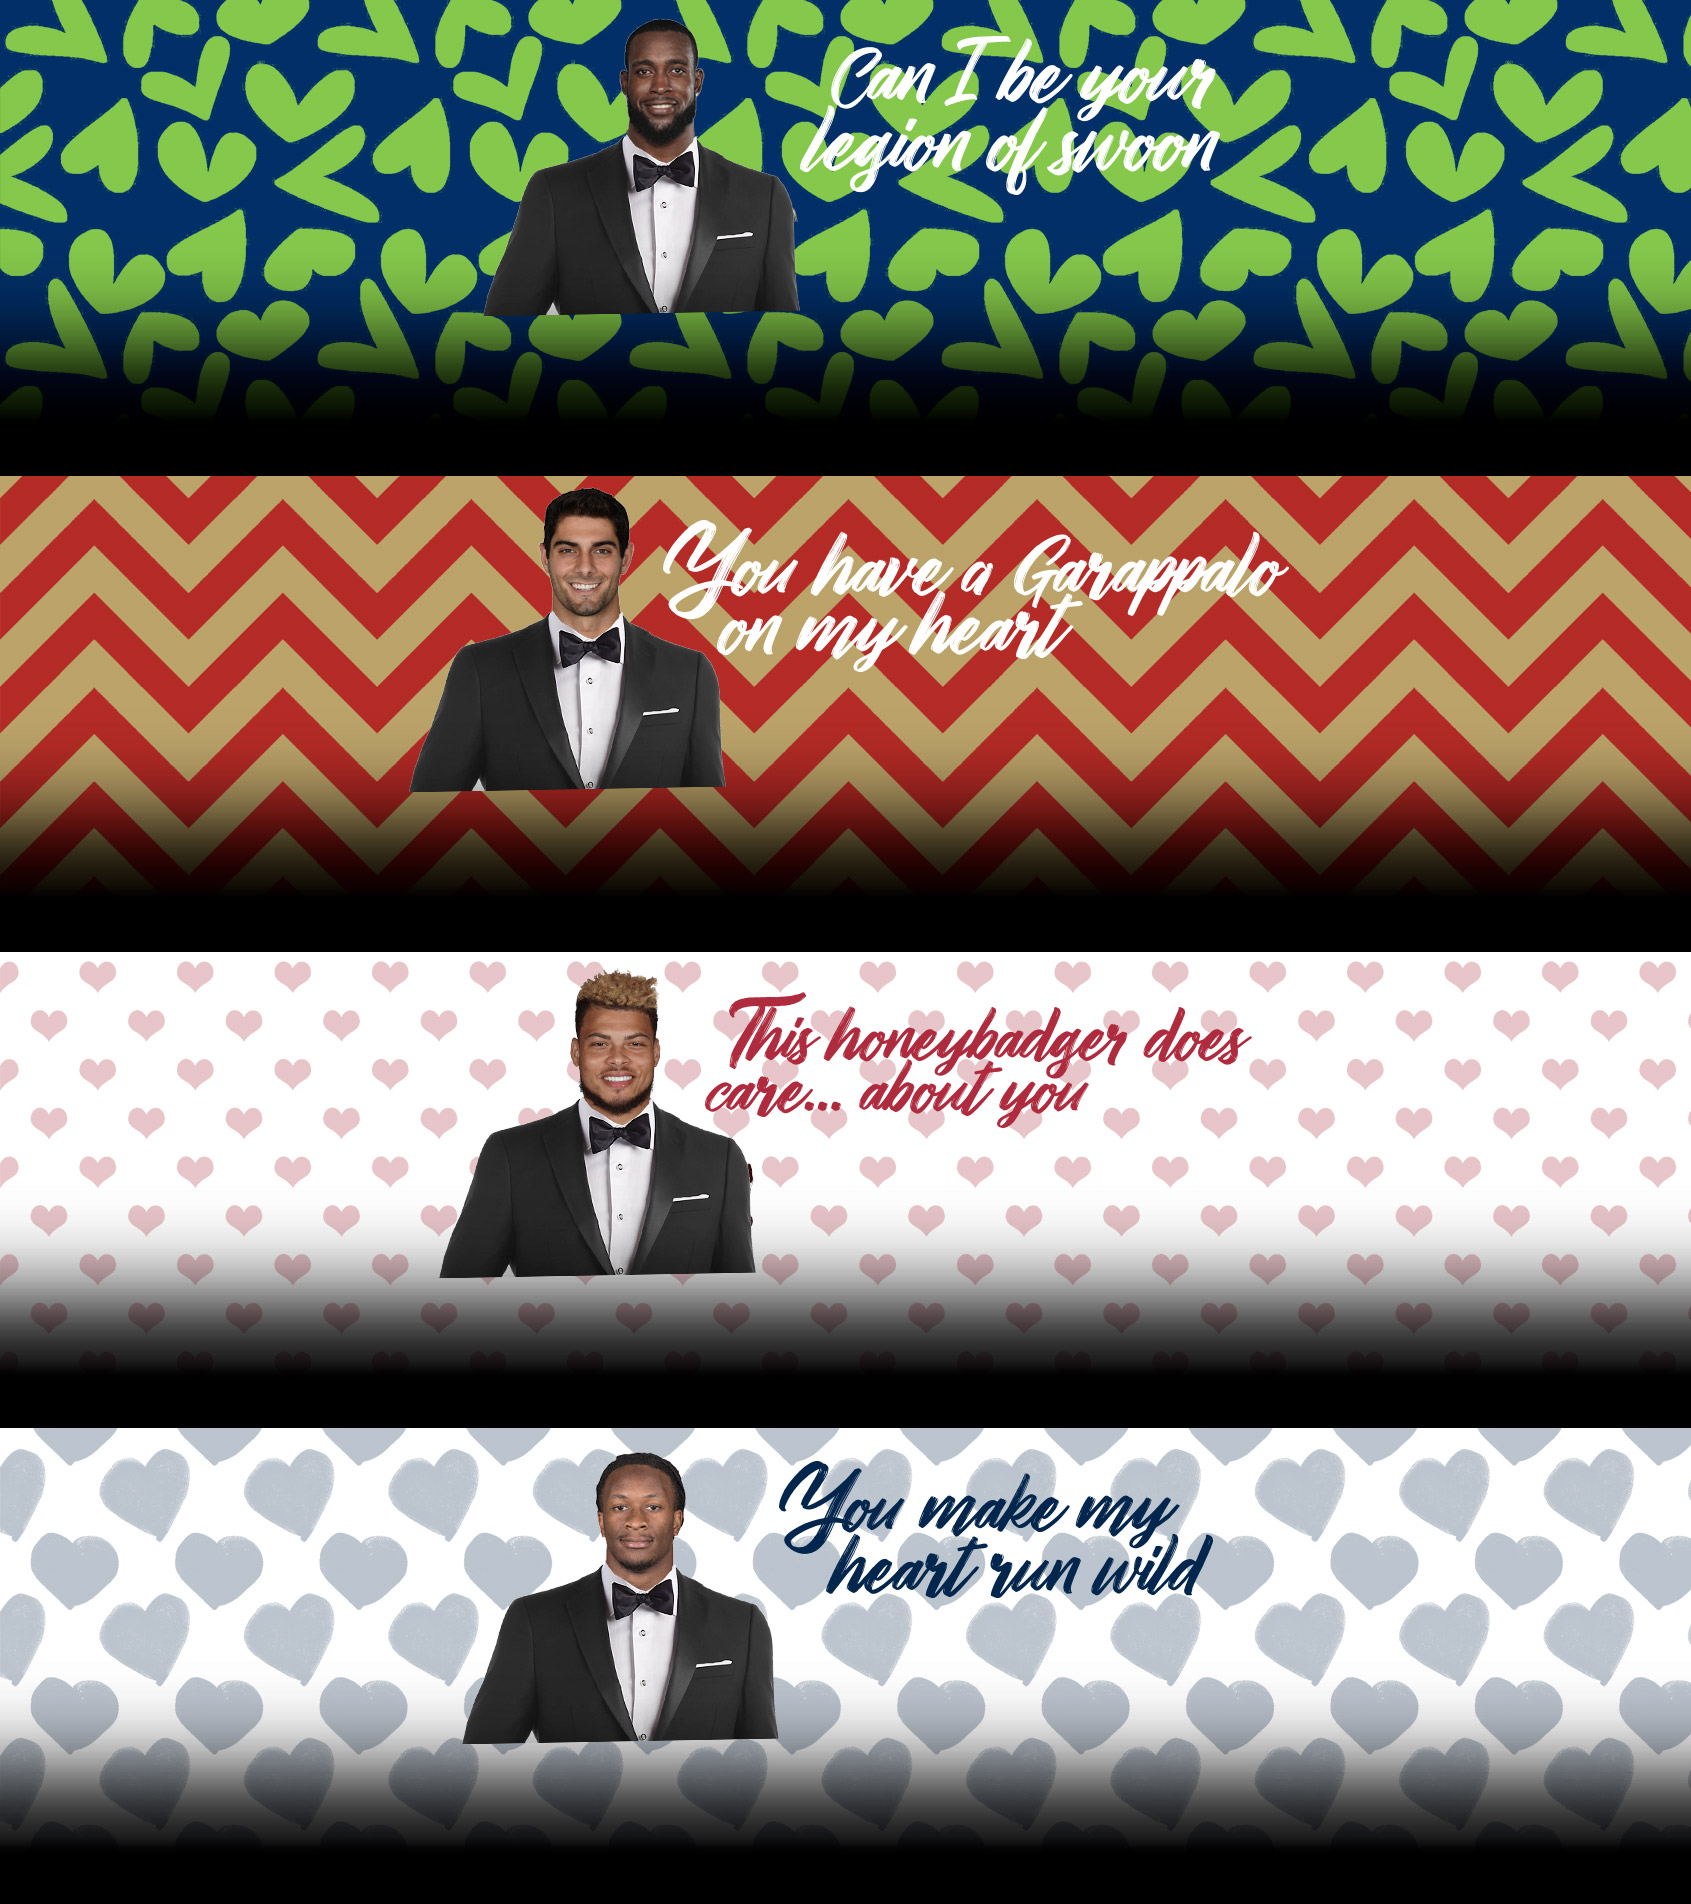 Can I be your
legion of swoon
You have a Garappalo
on my heart
This honeybadger does
care... about you
You make my
heart run wild